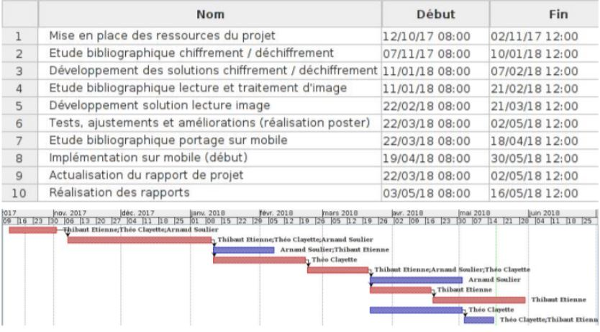 Nom Début Fin
1 Mise en place des ressources du projet 12/10/17 08:00 02/11/17 12:00
2 Etude bibliographique chiffrement / déchiffrement 07/11/17 08:00 10/01/18 12:00
3 Développement des solutions chiffrement / déchiffrement 11/01/18 08:00 07/02/18 12:00
4 Etude bibliographique lecture et traitement d'image 11/01/18 08:00 21/02/18 12:00
5 Développement solution lecture image 22/02/18 08:00 21/03/18 12:00
6 Tests, ajustements et améliorations (réalisation poster) 22/03/18 08:00 02/05/18 12:00
7 Etude bibliographique portage sur mobile 22/03/18 08:00 18/04/18 12:00
8 Implémentation sur mobile (début) 19/04/18 08:00 30/05/18 12:00
9 Actualisation du rapport de projet 22/03/18 08:00 02/05/18 12:00
10 Réalisation des rapports 03/05/18 08:00 16/05/18 12:00
2017 nov. 2017 déc. 2017 janv. 2018 févr. 2018 mars 2018 avr. 2018 mai 2018 juin 2018
09 16 23 30 06 13 20 27 04 11 18 25 01 08 15 22 29 05 12 19 26 05 12 19 26 02 09 16 23 30 07 14 21 28 04 11 18 25
Thibaut Etienne;Théo Clayette;Arnaud Soulier
Thibaut Etienne;Théo Clayette;Arnaud Soulier
Arnaud Soulier;Thibaut Etienne
Théo Clayette
Thibaut Etienne;Arnaud Soulier;Théo Clayette
Arnaud Soulier
Thibaut Etienne
Thibaut Etienne
Théo Clayette
Théo Clayette;Thibaut Etienn